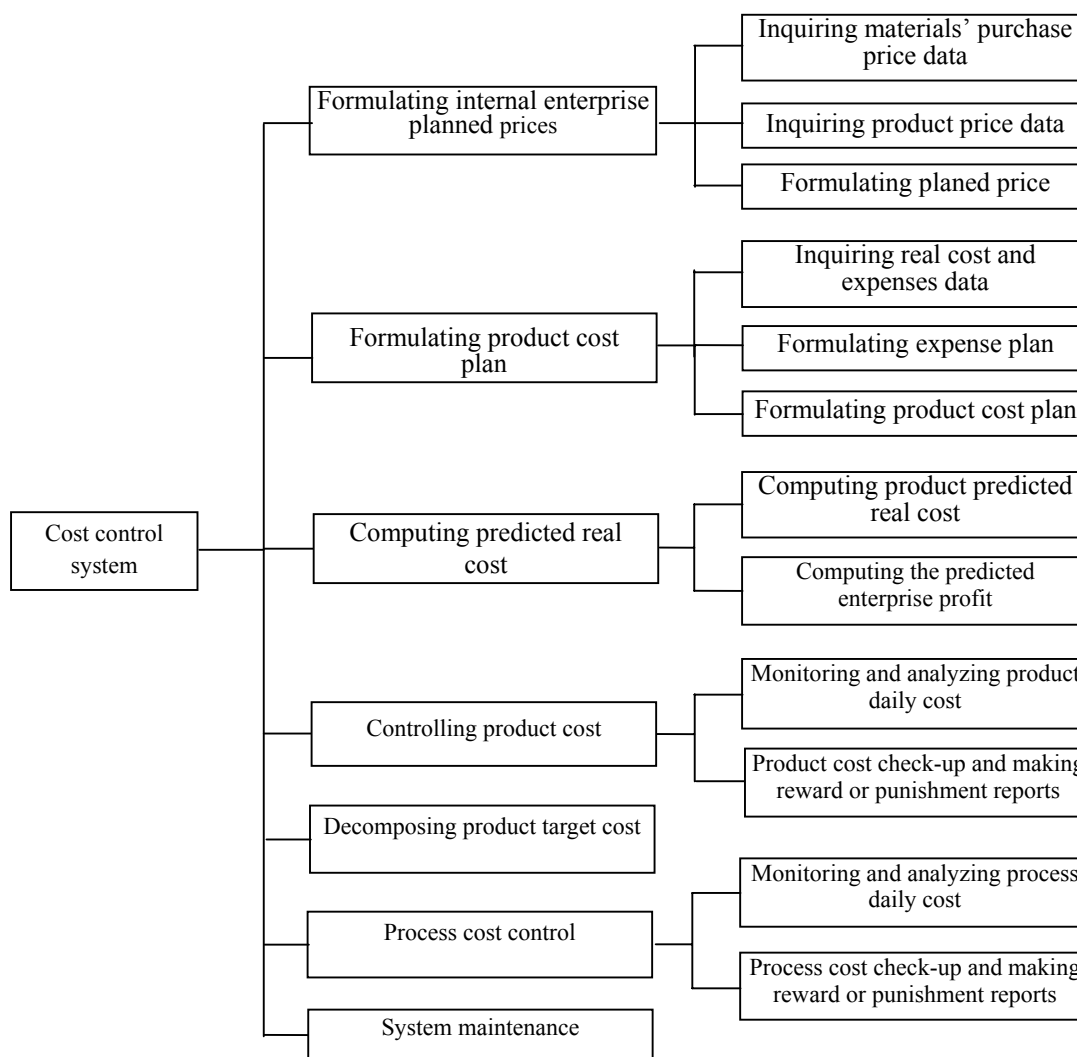 Cost control
system
Formulating internal enterprise
planned prices
Inquiring materials’ purchase
price data
Inquiring product price data
Formulating planed price
Formulating product cost
plan
Inquiring real cost and
expenses data
Formulating expense plan
Formulating product cost plan
Computing predicted real
cost
Computing product predicted
real cost
Computing the predicted
enterprise profit
Controlling product cost
Monitoring and analyzing product
daily cost
Product cost check-up and making
reward or punishment reports
Decomposing product target cost
Process cost control
Monitoring and analyzing process
daily cost
Process cost check-up and making
reward or punishment reports
System maintenance